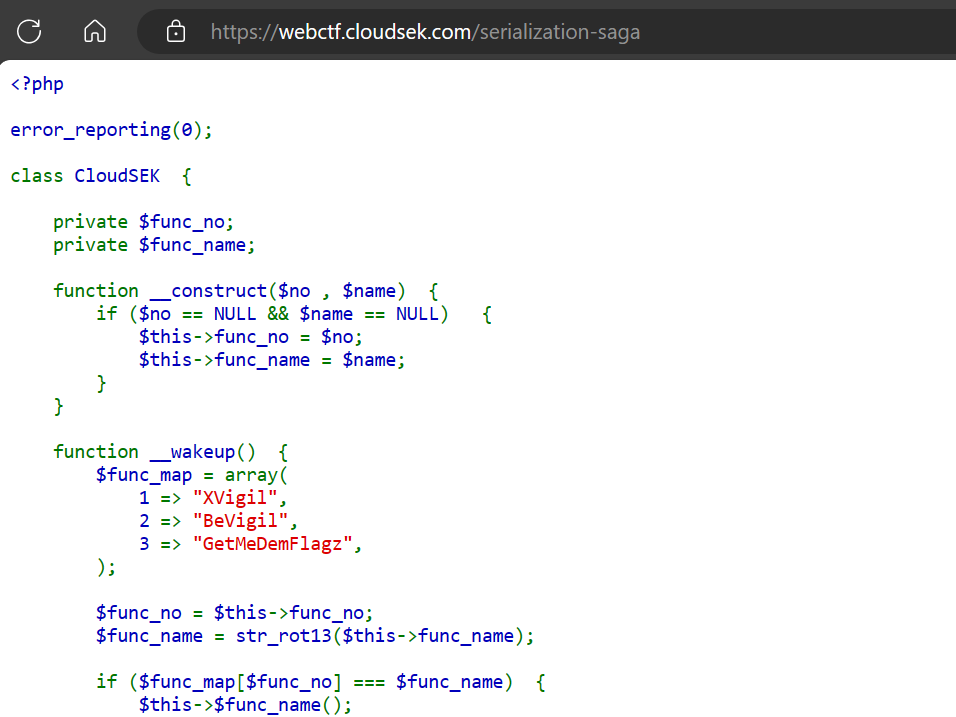 https://webctf.cloudsek.com/serialization-saga
<?php
error_reporting(0);
class CloudSEK  {
private $func_no;
private $func_name;
function __construct($no , $name)  {
if ($no == NULL && $name == NULL)   {
$this->func_no = $no;
$this->func_name = $name;
}
}
function __wakeup()  {
$func_map = array(
1 => "XVigil",
2 => "BeVigil",
3 => "GetMeDemFlagz",
);
$func_no = $this->func_no;
$func_name = str_rot13($this->func_name);
if ($func_map[$func_no] === $func_name)  {
$this->$func_name();